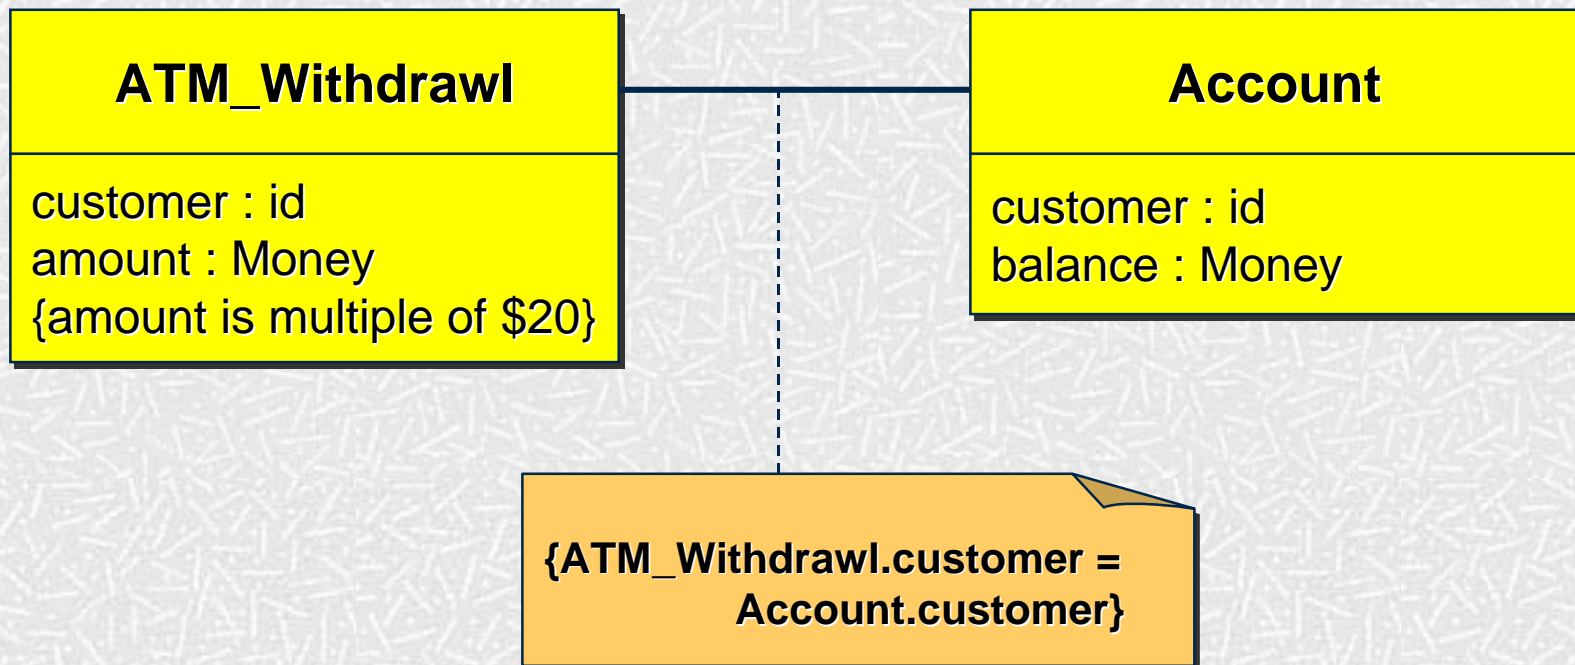 ATM_Withdrawl
customer : id
amount : Money
{amount is multiple of $20}
Account
customer : id
balance : Money
{ATM_Withdrawl.customer =
Account.customer}